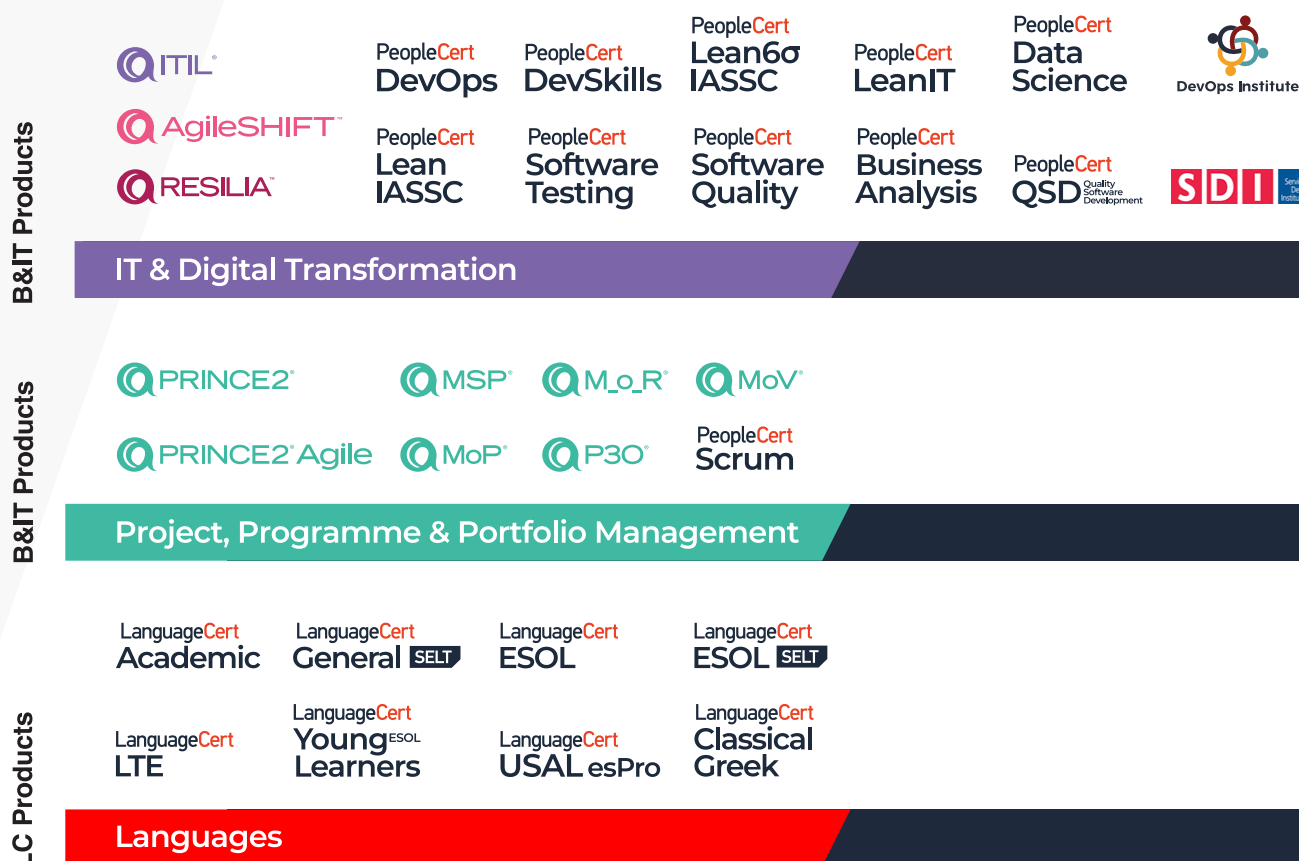 B&IT Products
ITIL®
AgileSHIFT™
RESILIA™
PeopleCert
DevOps
PeopleCert
DevSkills
PeopleCert
Lean6σ
IASSC
PeopleCert
LeanIT
PeopleCert
Data
Science
DevOps Institute
PeopleCert
Lean
IASSC
PeopleCert
Software
Testing
PeopleCert
Software
Quality
PeopleCert
Business
Analysis
PeopleCert
QSD Quality
Software
Development
SDI
IT & Digital Transformation
B&IT Products
PRINCE2®
MSP®
M_o_R®
MoV®
PRINCE2® Agile
MoP®
P3O®
PeopleCert
Scrum
Project, Programme & Portfolio Management
LC Products
LanguageCert
Academic
LanguageCert
General SELT
LanguageCert
ESOL
LanguageCert
ESOL SELT
LanguageCert
LTE
LanguageCert
Young ESOL
Learners
LanguageCert
USAL esPro
LanguageCert
Classical
Greek
Languages